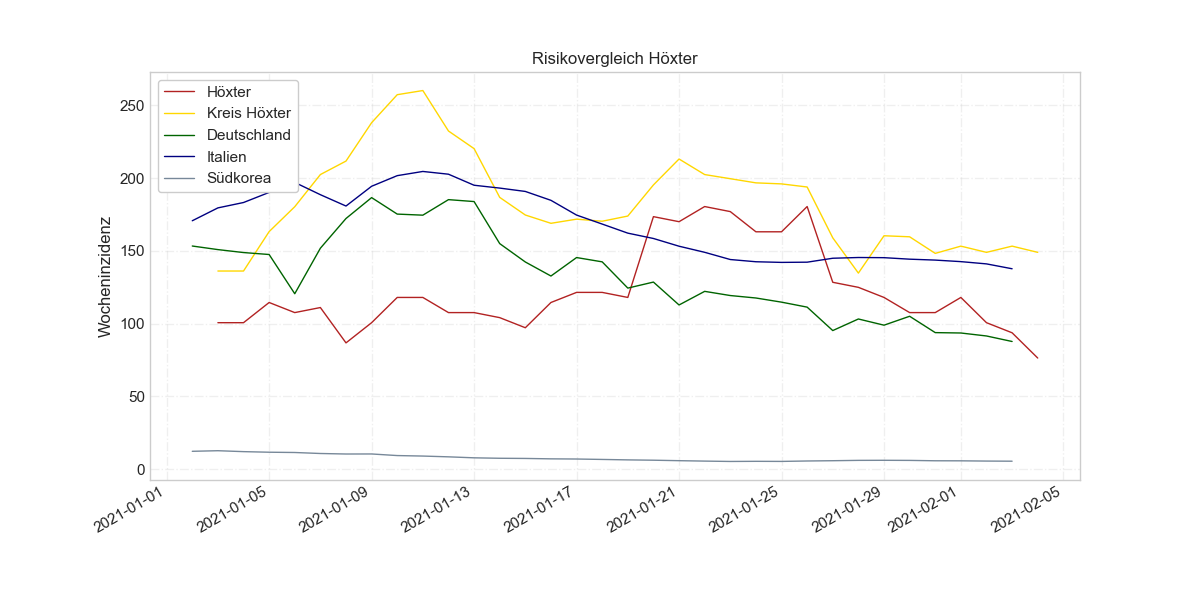 Risikovergleich Höxter
Höxter
Kreis Höxter
Deutschland
Italien
Südkorea
Wocheninzidenz
250
200
150
100
50
0
2021-01-01
2021-01-05
2021-01-09
2021-01-13
2021-01-17
2021-01-21
2021-01-25
2021-01-29
2021-02-01
2021-02-05